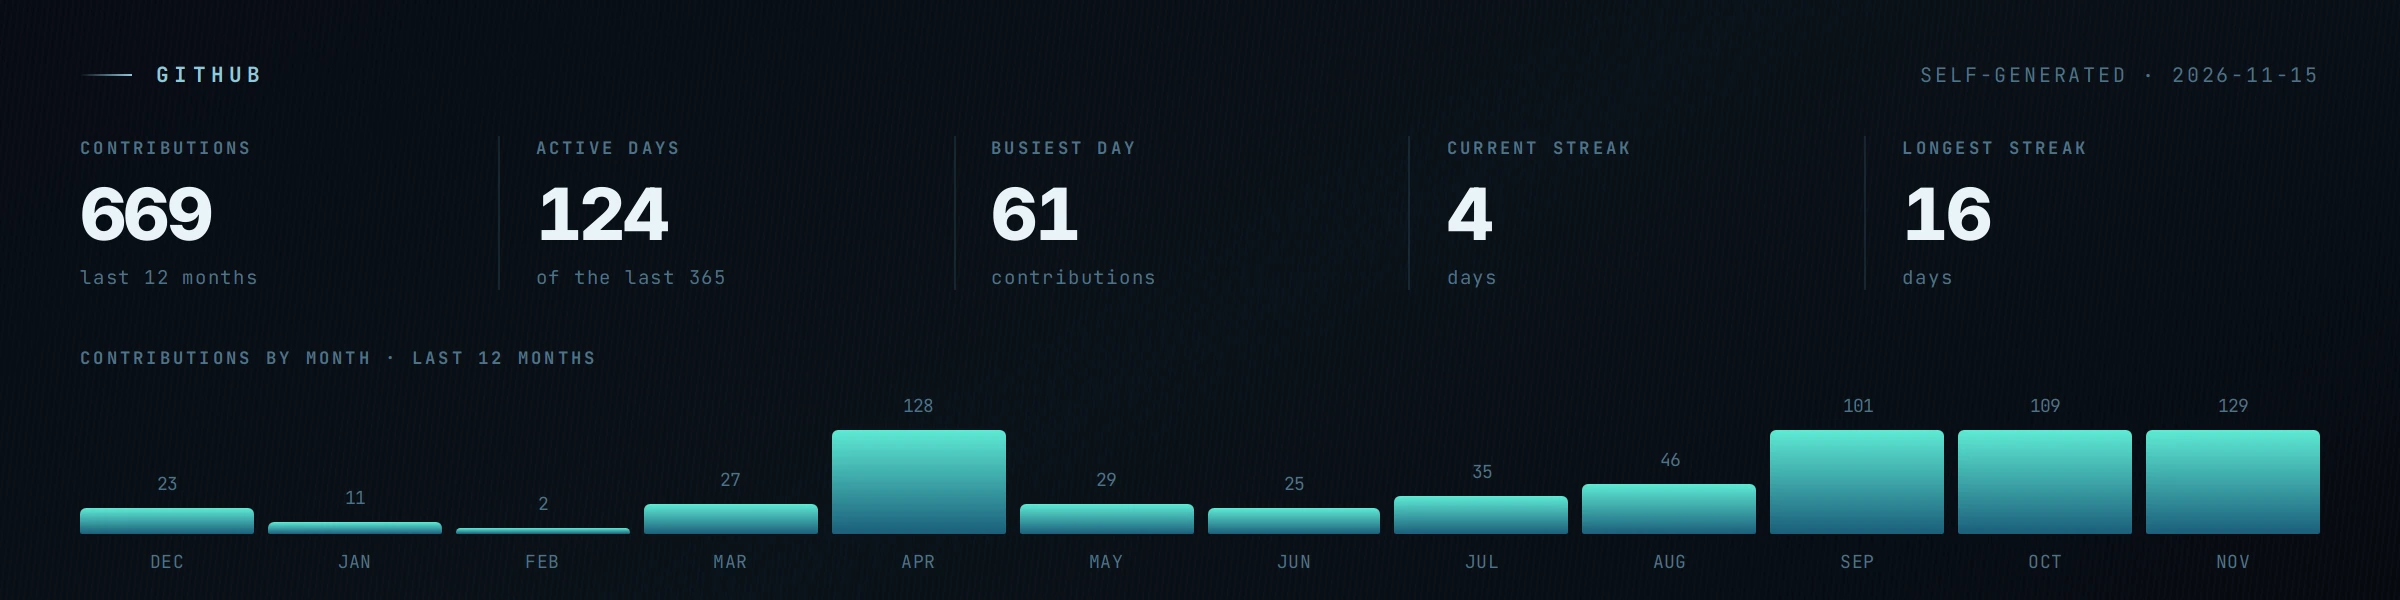 GITHUB
SELF-GENERATED · 2026-11-15
CONTRIBUTIONS
669
last 12 months
ACTIVE DAYS
124
of the last 365
BUSIEST DAY
61
contributions
CURRENT STREAK
4
days
LONGEST STREAK
16
days
CONTRIBUTIONS BY MONTH · LAST 12 MONTHS
23 11 2 27 128 29 25 35 46 101 109 129
DEC JAN FEB MAR APR MAY JUN JUL AUG SEP OCT NOV